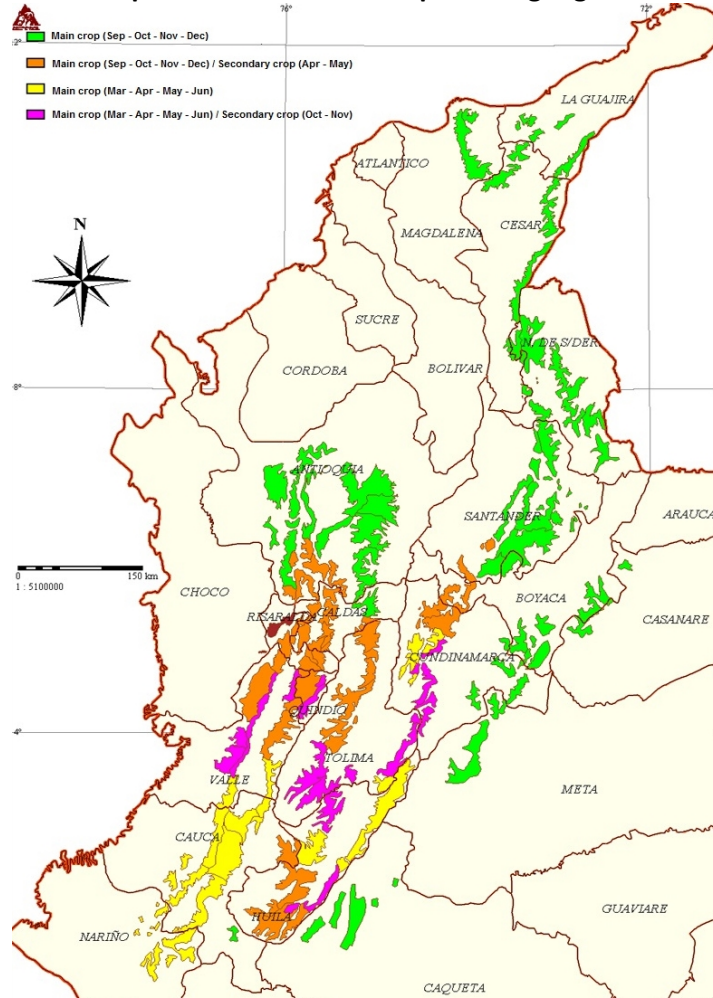 76°
72°
2°
Main crop (Sep - Oct - Nov - Dec)
Main crop (Sep - Oct - Nov - Dec) / Secondary crop (Apr - May)
Main crop (Mar - Apr - May - Jun)
Main crop (Mar - Apr - May - Jun) / Secondary crop (Oct - Nov)
LA GUAJIRA
ATLANTICO
MAGDALENA
CESAR
N
SUCRE
N. DE S/DER
CORDOBA
BOLIVAR
8°
ANTIOQUIA
SANTANDER
ARAUCA
0 150 km
1 : 5100000
CHOCO
BOYACA
RISARALDA
CALDAS
CASANARE
CUNDINAMARCA
QUINDIO
4°
TOLIMA
VALLE
META
CAUCA
HUILA
GUAVIARE
NARIÑO
CAQUETA